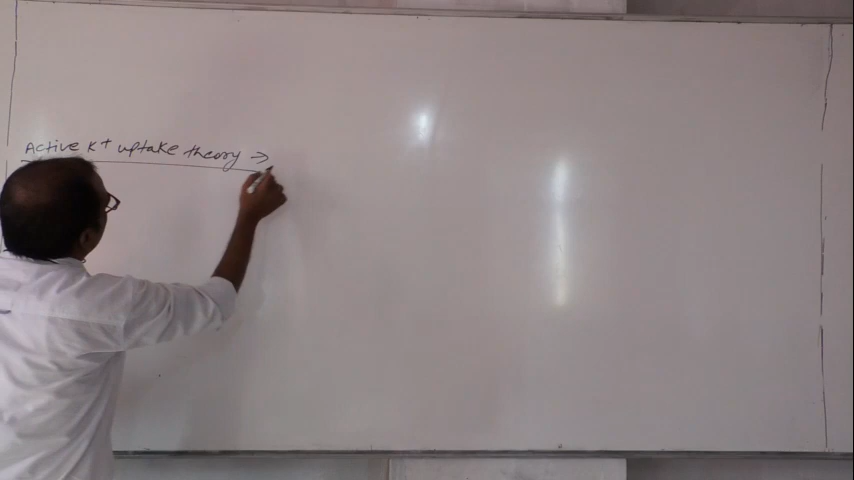 Active K+ uptake theory →